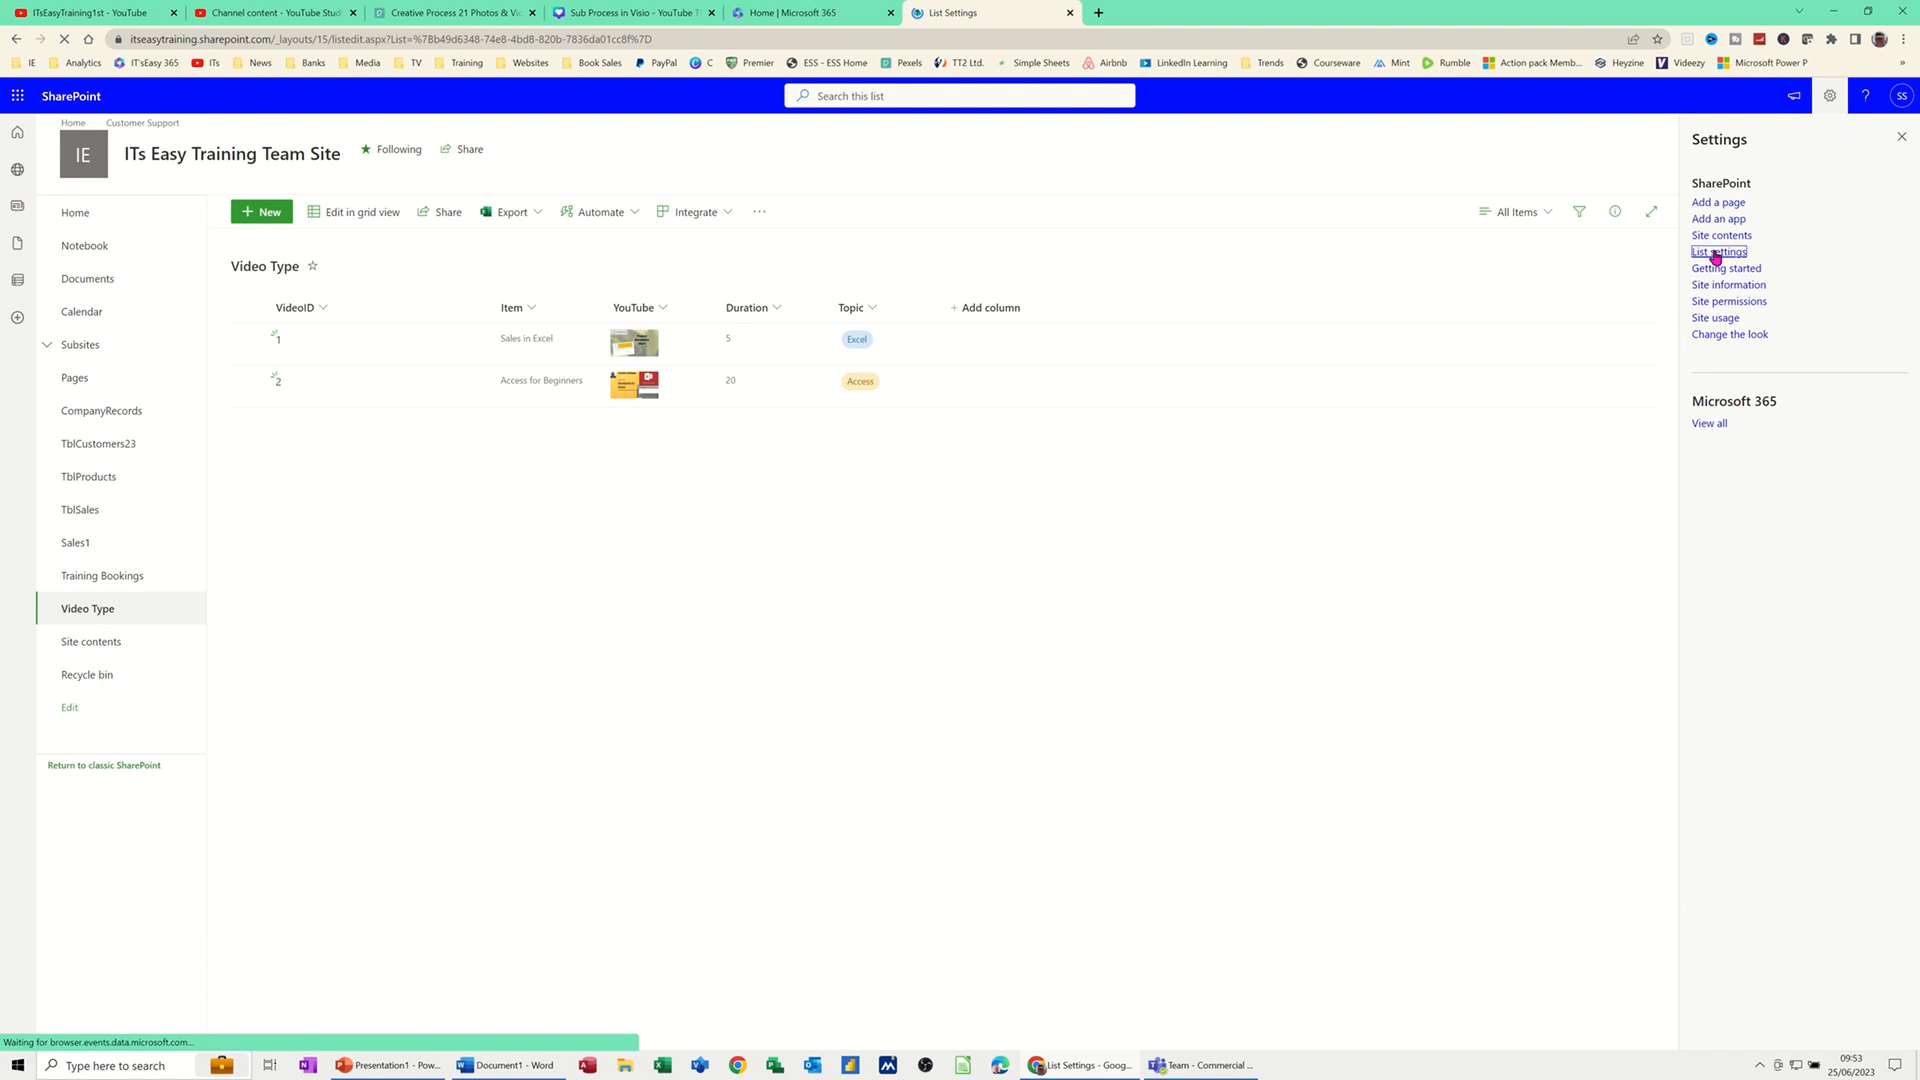 ITsEasyTraining1st - YouTube
Channel content - YouTube Stud
Creative Process 21 Photos & Vi
Sub Process in Visio - YouTube T
Home | Microsoft 365
List Settings
itseasytraining.sharepoint.com/_layouts/15/listedit.aspx?List=%7Bb49d6348-74e8-4bd8-820b-7836da01cc8f%7D
IE Analytics IT'sEasy 365 ITs News Banks Media TV Training Websites Book Sales PayPal C Premier ESS - ESS Home Pexels TT2 Ltd. Simple Sheets Airbnb LinkedIn Learning Trends Courseware Mint Rumble Action pack Memb... Heyzine Videezy Microsoft Power P »
SharePoint
Search this list
? SS
Home Customer Support
IE
ITs Easy Training Team Site
Following
Share
Home
Notebook
Documents
Calendar
Subsites
Pages
CompanyRecords
TblCustomers23
TblProducts
TblSales
Sales1
Training Bookings
Video Type
Site contents
Recycle bin
Edit
Return to classic SharePoint
+ New Edit in grid view Share Export Automate Integrate ... All Items
Video Type
VideoID Item YouTube Duration Topic + Add column
1 Sales in Excel 5 Excel
2 Access for Beginners 20 Access
Settings
SharePoint
Add a page
Add an app
Site contents
List settings
Getting started
Site information
Site permissions
Site usage
Change the look
Microsoft 365
View all
Waiting for browser.events.data.microsoft.com...
Type here to search
Presentation1 - Pow...
Document1 - Word
List Settings - Goog...
Team - Commercial ...
09:53
25/06/2023